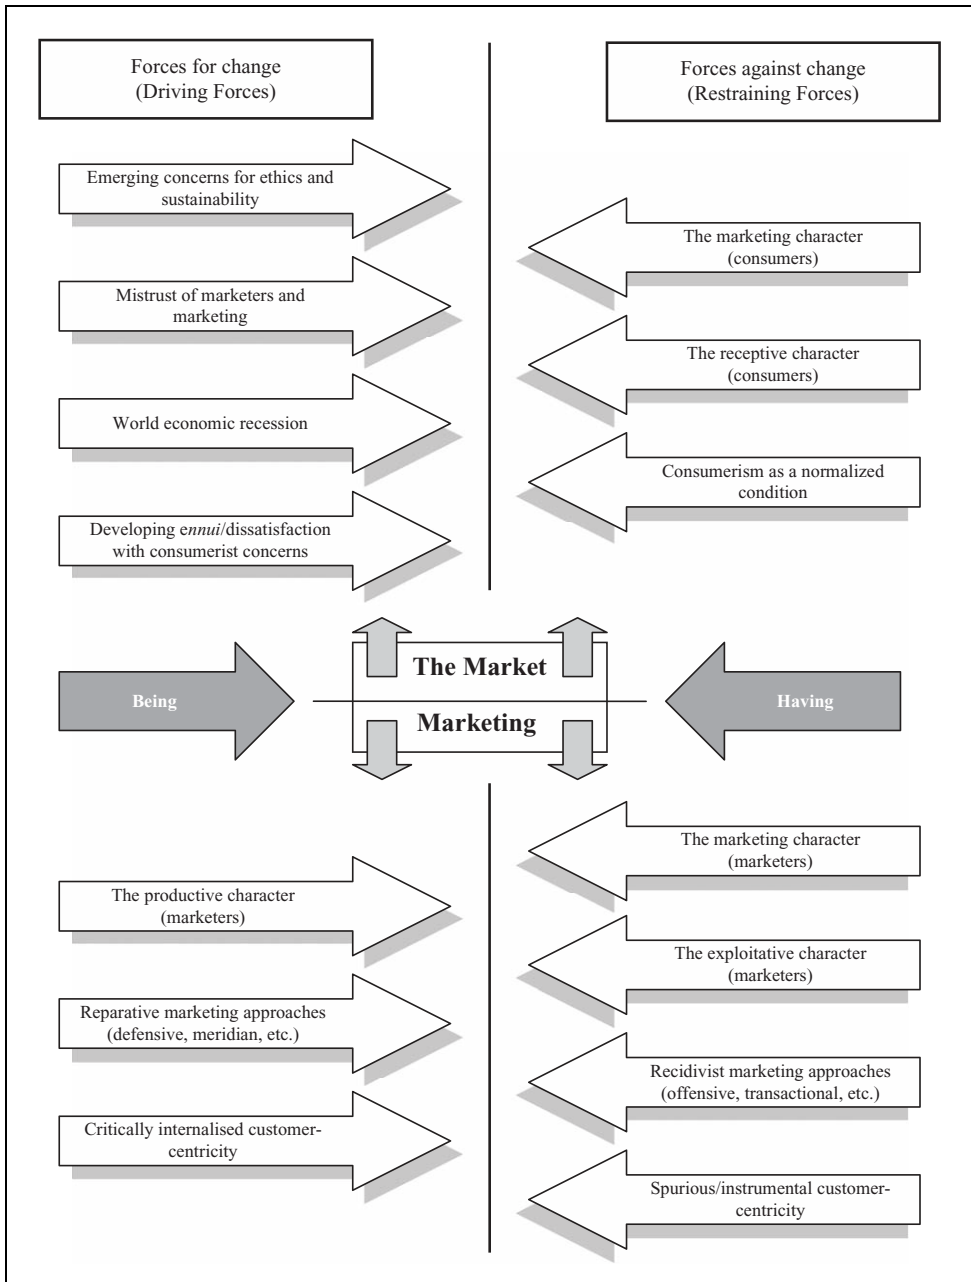 Forces for change
(Driving Forces)
Forces against change
(Restraining Forces)
Emerging concerns for ethics and
sustainability
Mistrust of marketers and
marketing
World economic recession
Developing ennui/dissatisfaction
with consumerist concerns
The marketing character
(consumers)
The receptive character
(consumers)
Consumerism as a normalized
condition
Being
The Market
Marketing
Having
The productive character
(marketers)
Reparative marketing approaches
(defensive, meridian, etc.)
Critically internalised customer-
centricity
The marketing character
(marketers)
The exploitative character
(marketers)
Recidivist marketing approaches
(offensive, transactional, etc.)
Spurious/instrumental customer-
centricity